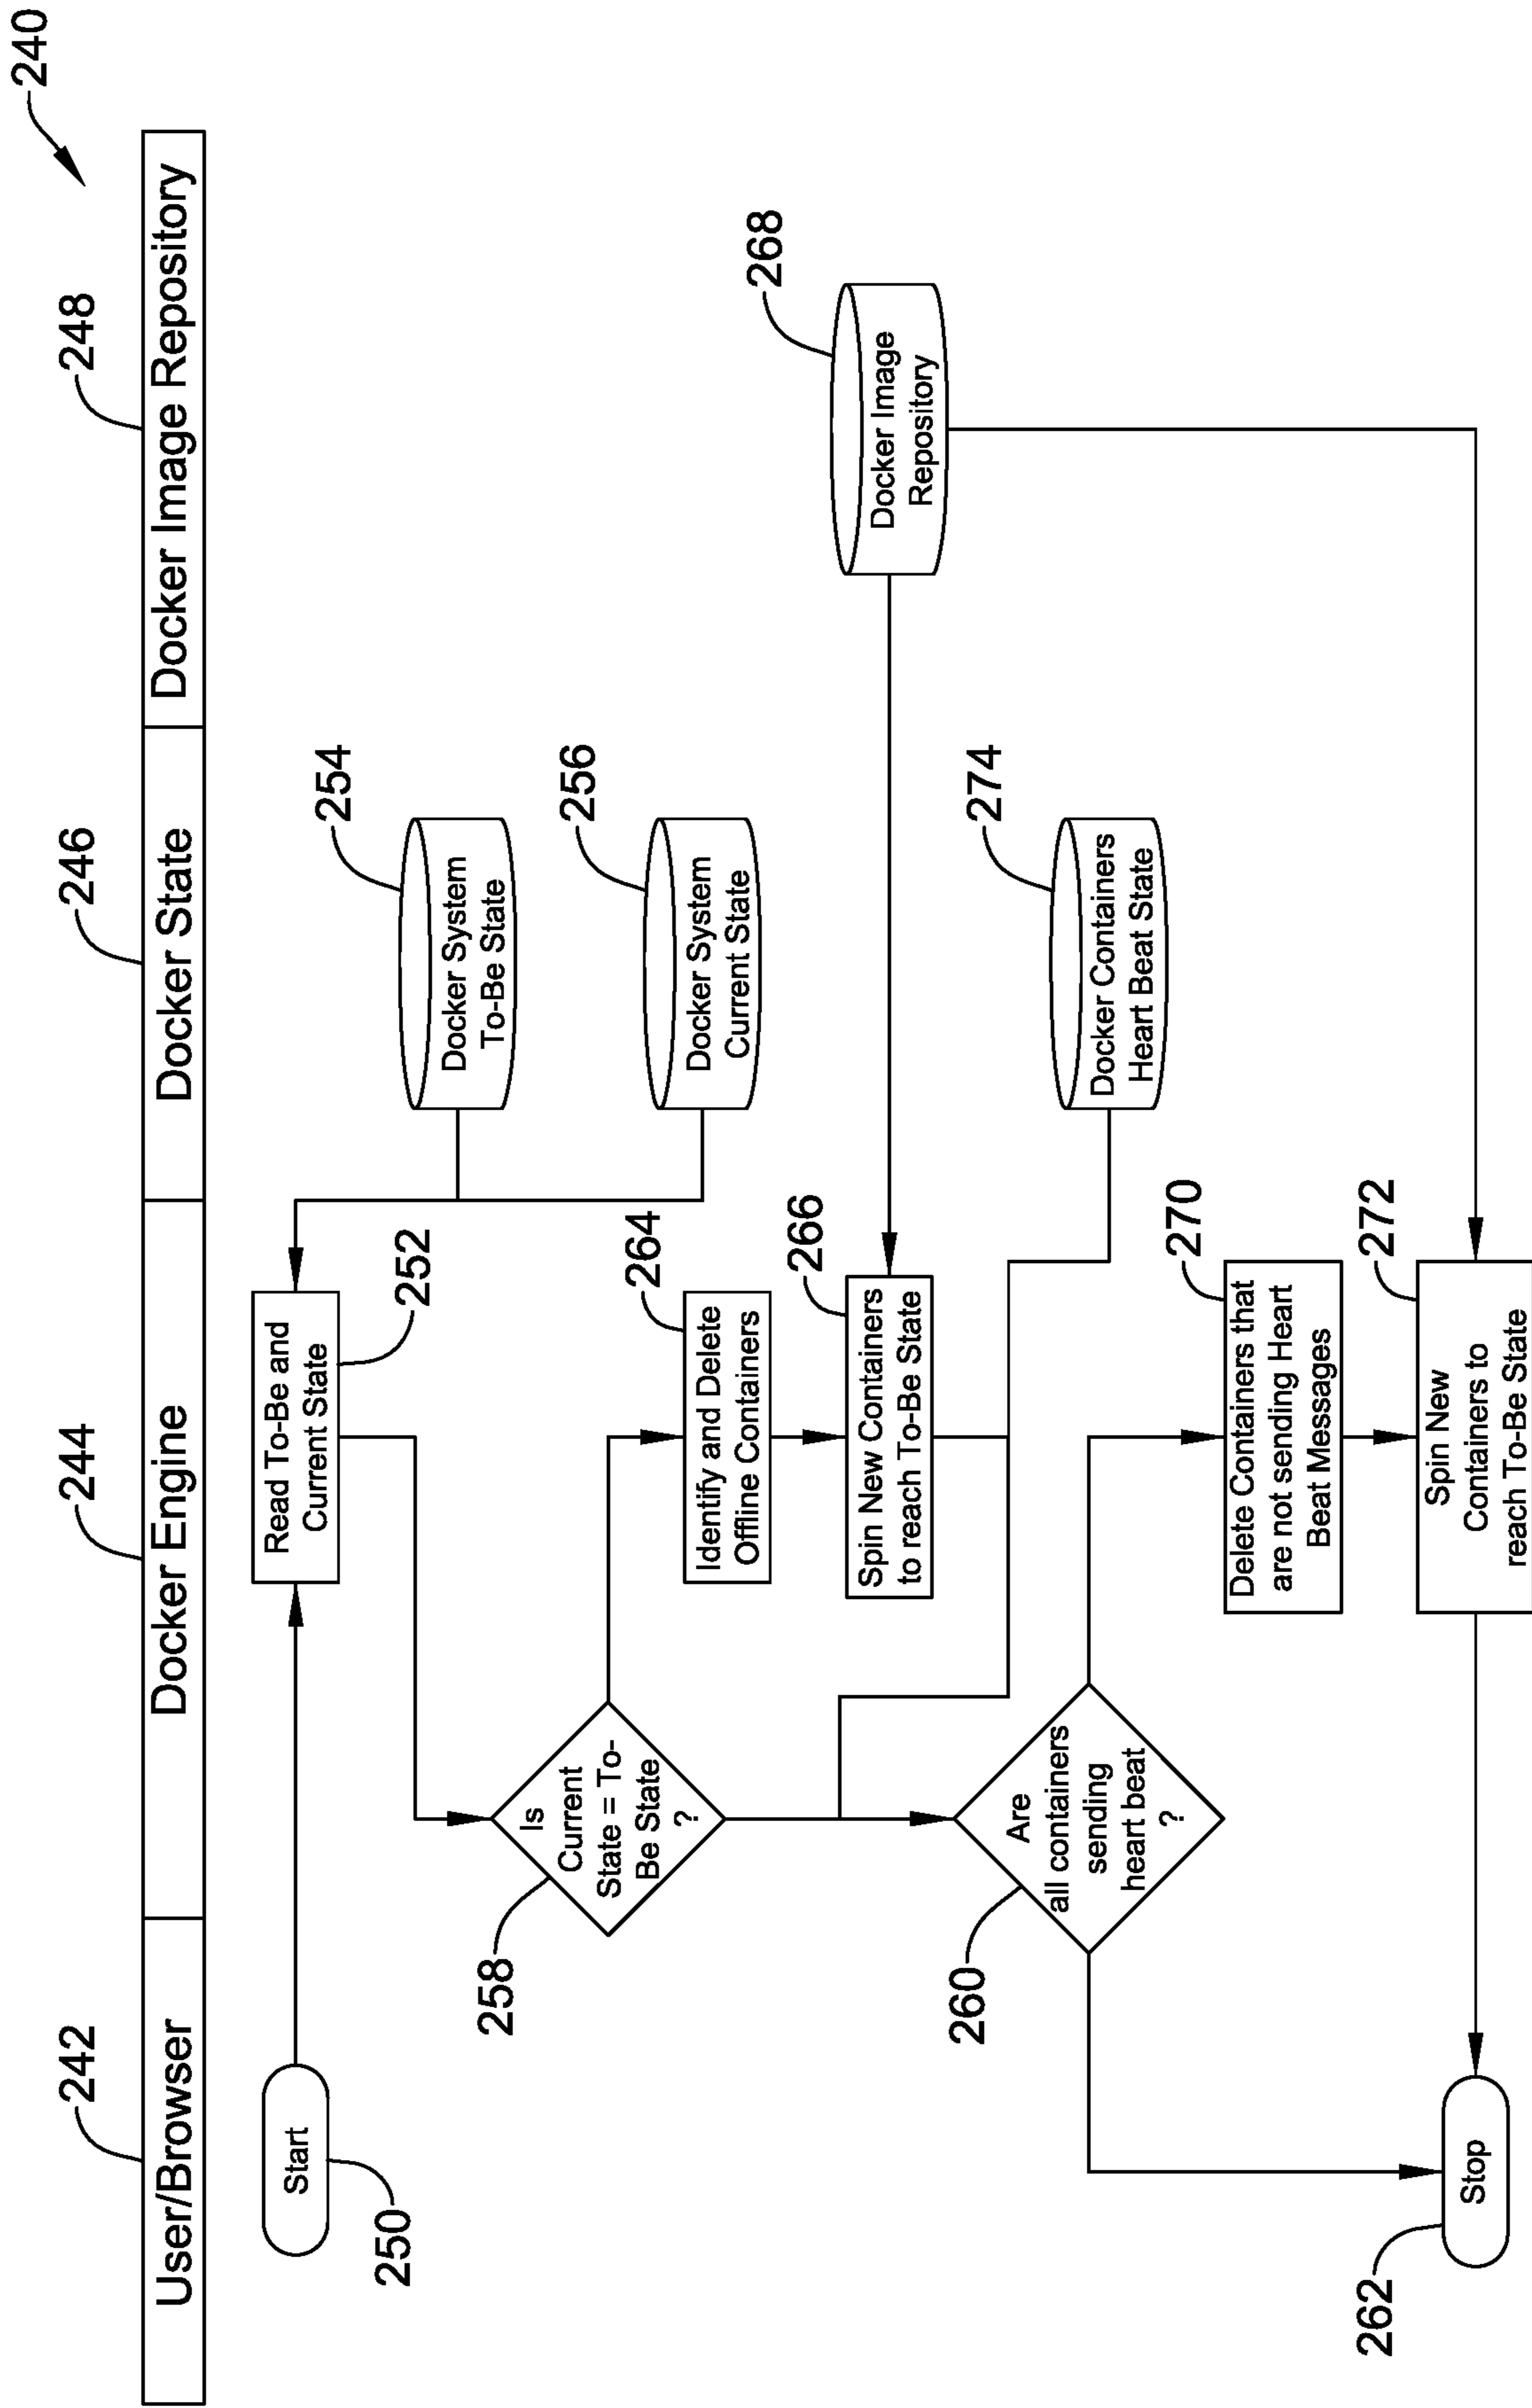 240
242
244
246
248
User/Browser
Docker Engine
Docker State
Docker Image Repository
Start
250
Read To-Be and
Current State
252
Docker System
To-Be State
254
Docker System
Current State
256
Is
Current
State = To-
Be State
?
258
Identify and Delete
Offline Containers
264
Spin New Containers
to reach To-Be State
266
Docker Image
Repository
268
Are
all containers
sending
heart beat
?
260
Docker Containers
Heart Beat State
274
Delete Containers that
are not sending Heart
Beat Messages
270
Spin New
Containers to
reach To-Be State
272
Stop
262